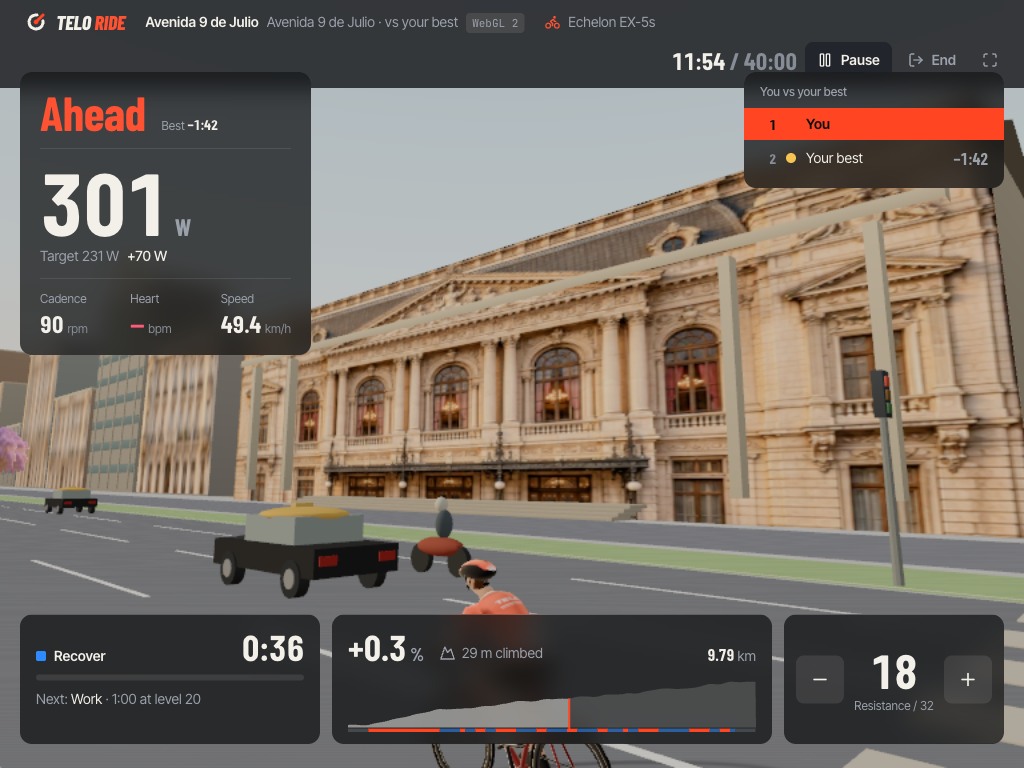 TELO RIDE Avenida 9 de Julio Avenida 9 de Julio · vs your best WebGL 2 Echelon EX-5s
11:54 / 40:00 Pause End
Ahead Best −1:42
301 W
Target 231 W +70 W
Cadence Heart Speed
90 rpm — bpm 49.4 km/h
You vs your best
1 You
2 Your best −1:42
Recover 0:36
Next: Work · 1:00 at level 20
+0.3 % 29 m climbed 9.79 km
− 18 +
Resistance / 32